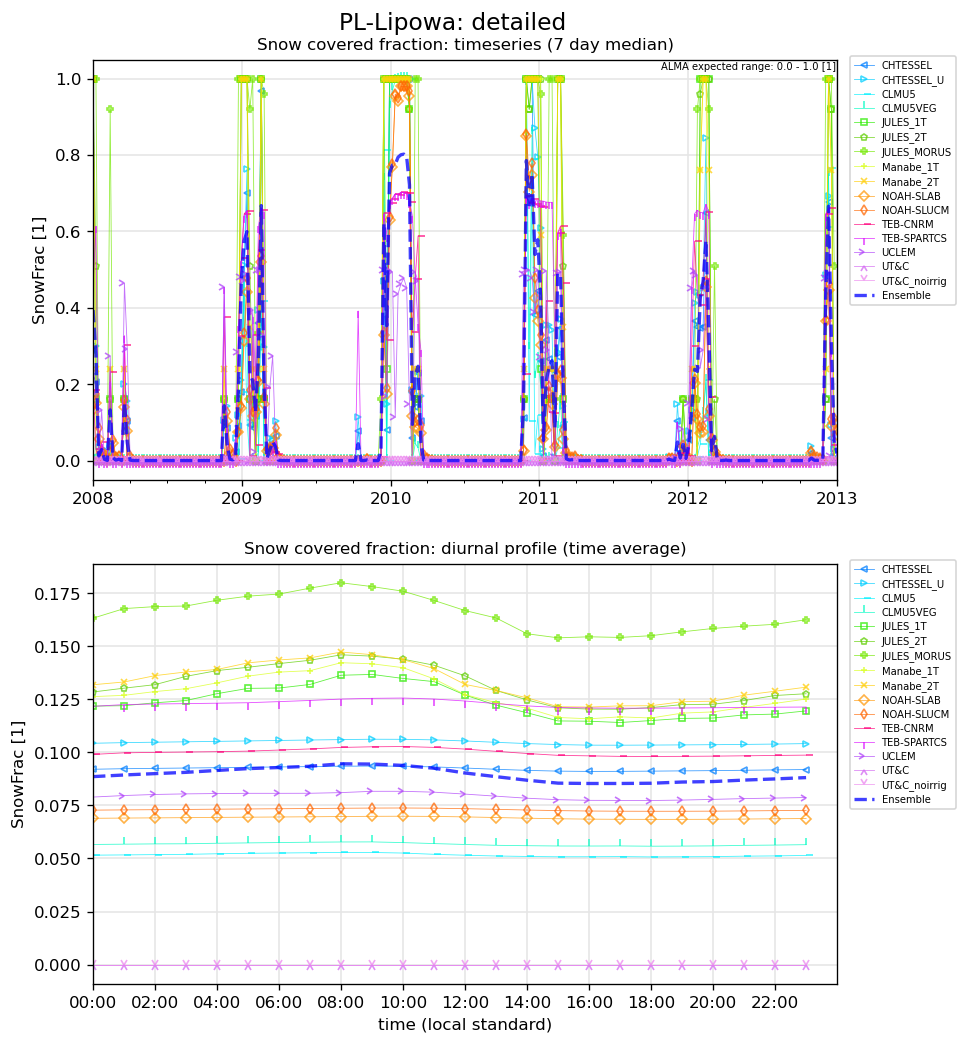 PL-Lipowa: detailed
Snow covered fraction: timeseries (7 day median)
ALMA expected range: 0.0 - 1.0 [1]
SnowFrac [1]
1.0
0.8
0.6
0.4
0.2
0.0
2008 2009 2010 2011 2012 2013
CHTESSEL
CHTESSEL_U
CLMU5
CLMU5VEG
JULES_1T
JULES_2T
JULES_MORUS
Manabe_1T
Manabe_2T
NOAH-SLAB
NOAH-SLUCM
TEB-CNRM
TEB-SPARTCS
UCLEM
UT&C
UT&C_noirrig
Ensemble
Snow covered fraction: diurnal profile (time average)
SnowFrac [1]
0.175
0.150
0.125
0.100
0.075
0.050
0.025
0.000
00:00 02:00 04:00 06:00 08:00 10:00 12:00 14:00 16:00 18:00 20:00 22:00
time (local standard)
CHTESSEL
CHTESSEL_U
CLMU5
CLMU5VEG
JULES_1T
JULES_2T
JULES_MORUS
Manabe_1T
Manabe_2T
NOAH-SLAB
NOAH-SLUCM
TEB-CNRM
TEB-SPARTCS
UCLEM
UT&C
UT&C_noirrig
Ensemble